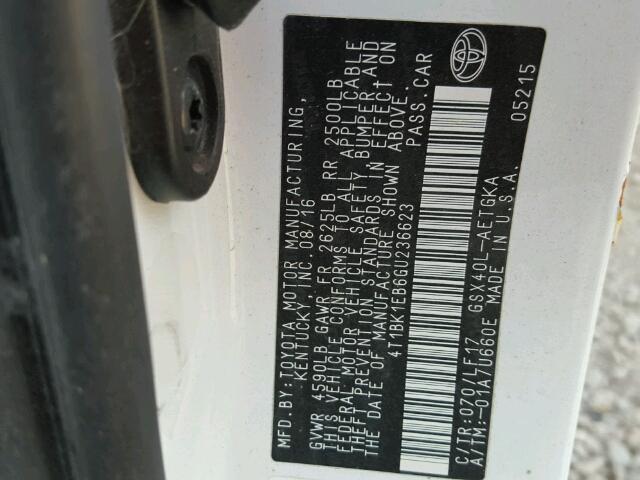 MFD.BY:TOYOTA MOTOR MANUFACTURING,
KENTUCKY, INC. 08/16
GVWR 4590LB GAWR FR 2625LB RR 2500LB
THIS VEHICLE CONFORMS TO ALL APPLICABLE
FEDERAL MOTOR VEHICLE SAFETY, BUMPER, AND
THEFT PREVENTION STANDARDS IN EFFECT ON
THE DATE OF MANUFACTURE SHOWN ABOVE.
4T1BK1EB6GU236623 PASS.CAR
C/TR:070/LF17 GSX40L-AETGKA
A/TM:-01A/U660E MADE IN U.S.A. 05215